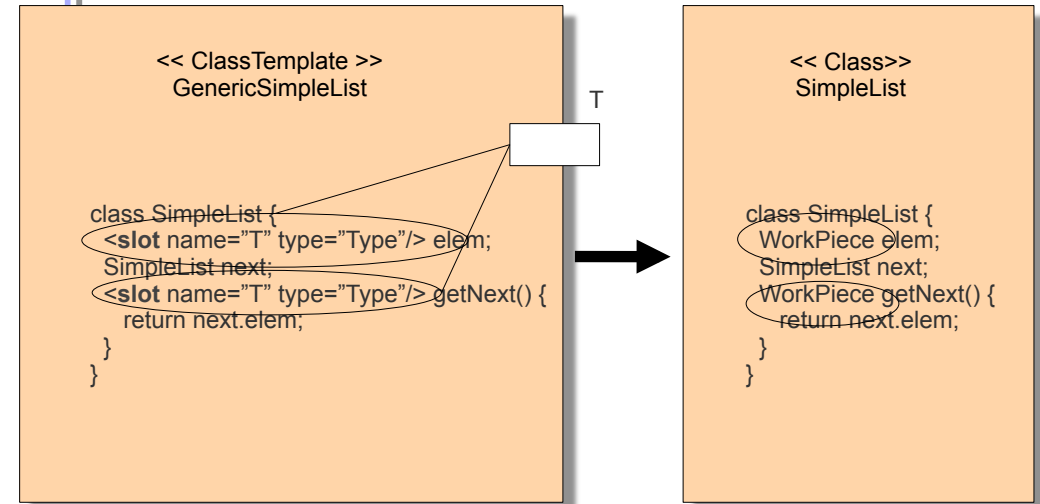 << ClassTemplate >>
GenericSimpleList
T
class SimpleList {
<slot name=”T” type=”Type”/> elem;
SimpleList next;
<slot name=”T” type=”Type”/> getNext() {
return next.elem;
}
}
<< Class>>
SimpleList
class SimpleList {
WorkPiece elem;
SimpleList next;
WorkPiece getNext() {
return next.elem;
}
}